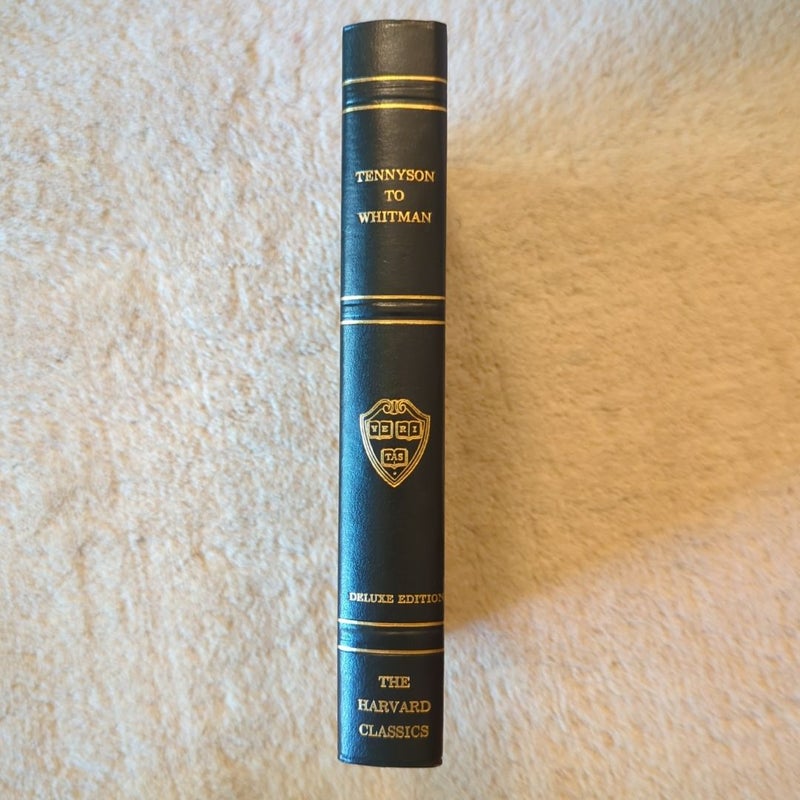 TENNYSON
TO
WHITMAN
VE RI
TAS
DELUXE EDITION
THE
HARVARD
CLASSICS